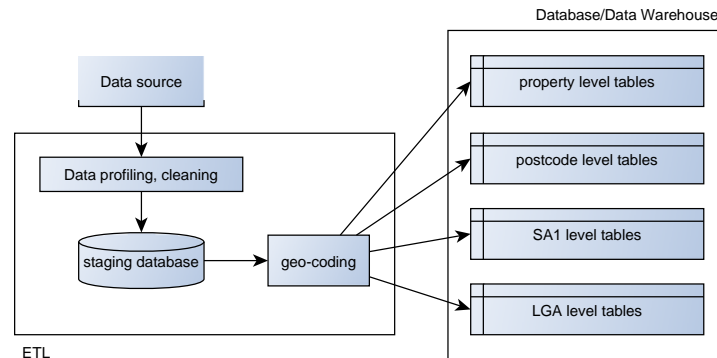 Database/Data Warehouse
Data source
property level tables
Data profiling, cleaning
postcode level tables
staging database
geo-coding
SA1 level tables
LGA level tables
ETL